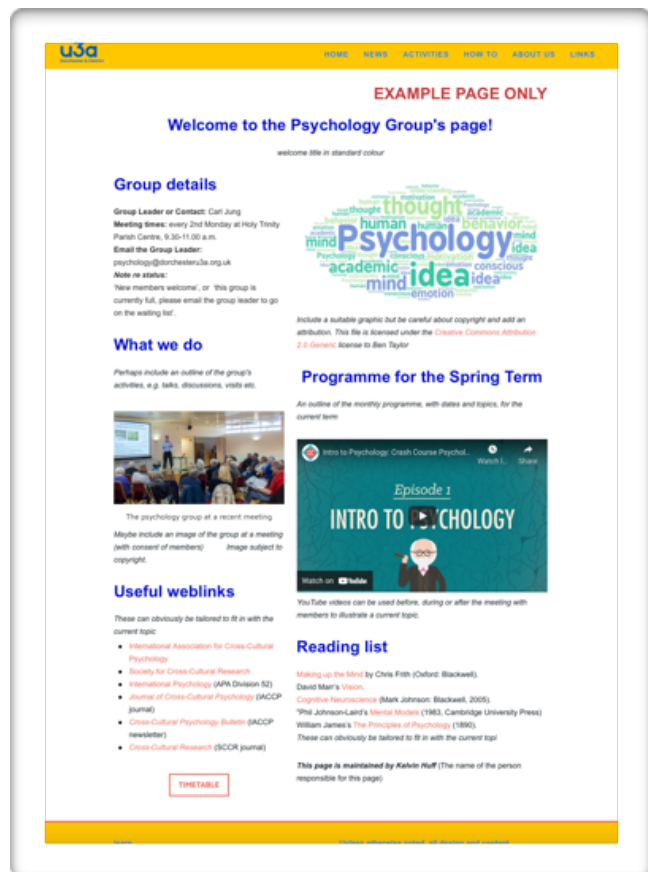 u3a
HOME NEWS ACTIVITIES HOW TO ABOUT US LINKS
EXAMPLE PAGE ONLY
Welcome to the Psychology Group's page!
welcome title in standard colour
Group details
Group Leader or Contact: Carl Jung
Meeting times: every 2nd Monday at Holy Trinity
Parish Centre, 9.30-11.00 a.m.
Email the Group Leader:
psychology@dorchesteru3a.org.uk
Note re status:
'New members welcome', or 'this group is
currently full, please email the group leader to go
on the waiting list'.
What we do
Perhaps include an outline of the group's
activities, e.g. talks, discussions, visits etc.
The psychology group at a recent meeting
Maybe include an image of the group at a meeting
(with consent of members) Image subject to
copyright.
Useful weblinks
These can obviously be tailored to fit in with the
current topic
International Association for Cross-Cultural
Psychology.
Society for Cross-Cultural Research
International Psychology (APA Division 52)
Journal of Cross-Cultural Psychology (IACCP
journal)
Cross-Cultural Psychology Bulletin (IACCP
newsletter)
Cross-Cultural Research (SCCR journal)
TIMETABLE
thought
thought academic
human human behavior
idea
mind Psychology mind
idea
Psychology conscious motivation thought
academic idea conscious
mind idea
emotion
Include a suitable graphic but be careful about copyright and add an
attribution. This file is licensed under the Creative Commons Attribution
2.0 Generic license to Ben Taylor
Programme for the Spring Term
An outline of the monthly programme, with dates and topics, for the
current term
Intro to Psychology: Crash Course Psychol...
Watch l... Share
Episode 1
INTRO TO PSYCHOLOGY
Watch on YouTube
YouTube videos can be used before, during or after the meeting with
members to illustrate a current topic.
Reading list
Making up the Mind by Chris Frith (Oxford: Blackwell).
David Marr's Vision.
Cognitive Neuroscience (Mark Johnson: Blackwell, 2005).
"Phil Johnson-Laird's Mental Models (1983, Cambridge University Press)
William James's The Principles of Psychology (1890).
These can obviously be tailored to fit in with the current topi
This page is maintained by Kelvin Huff (The name of the person
responsible for this page)